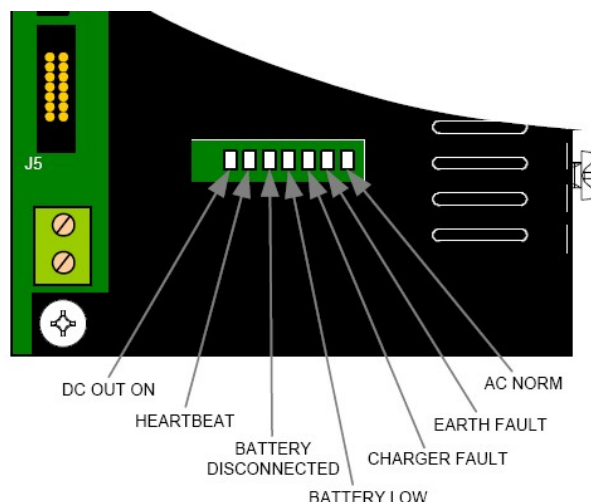 J5
DC OUT ON
AC NORM
HEARTBEAT
EARTH FAULT
BATTERY
DISCONNECTED
CHARGER FAULT
BATTERY LOW